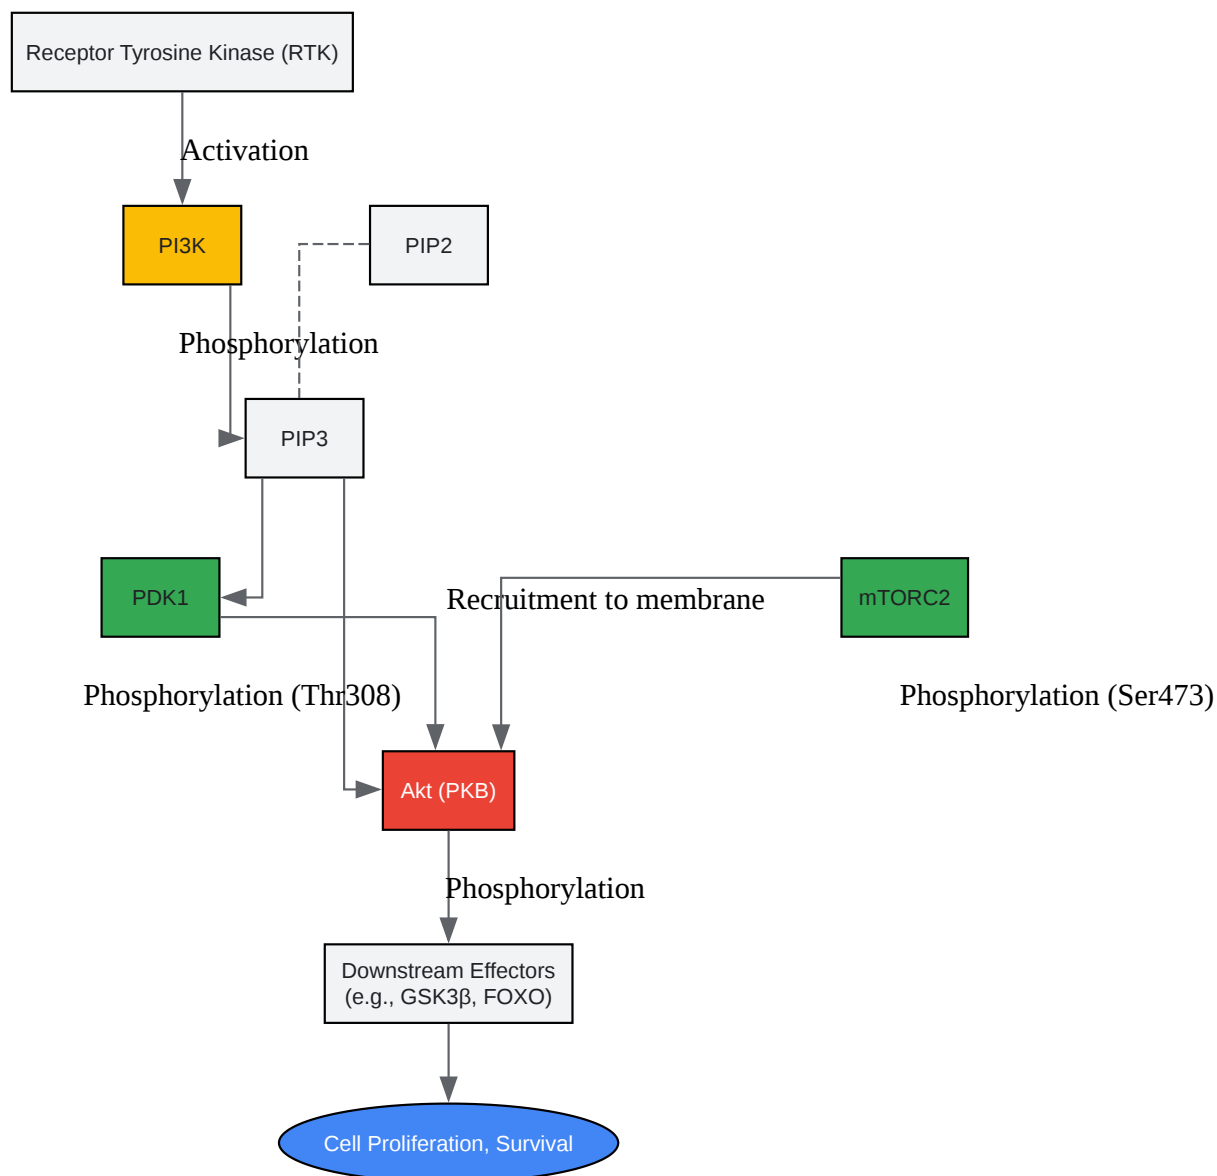 Receptor Tyrosine Kinase (RTK)
Activation
PI3K
PIP2
Phosphorylation
PIP3
PDK1
Recruitment to membrane
mTORC2
Phosphorylation (Thr308)
Phosphorylation (Ser473)
Akt (PKB)
Phosphorylation
Downstream Effectors
(e.g., GSK3β, FOXO)
Cell Proliferation, Survival